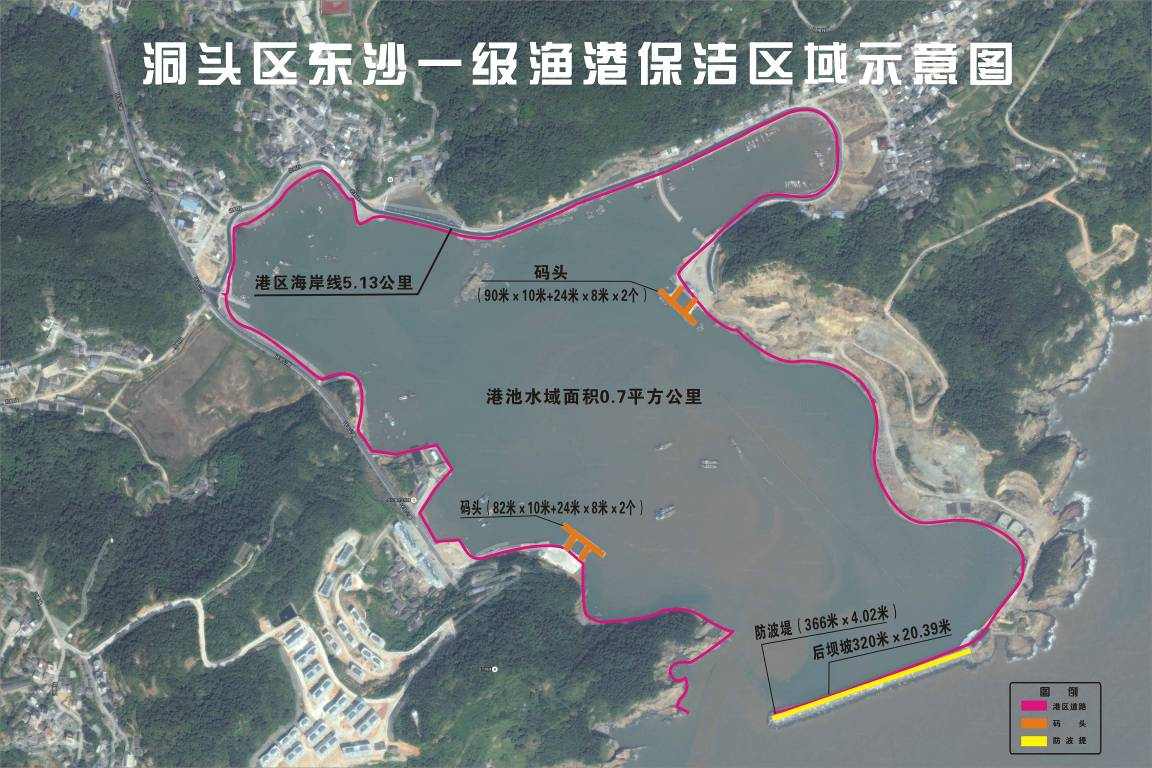 洞头区东沙一级渔港保洁区域示意图
港区海岸线5.13公里
码头
（90米x10米+24米x8米x2个）
港池水域面积0.7平方公里
码头（82米x10米+24米x8米x2个）
防波堤（366米x4.02米）
后坝坡320米x20.39米
图 例
港区道路
码 头
防 波 提